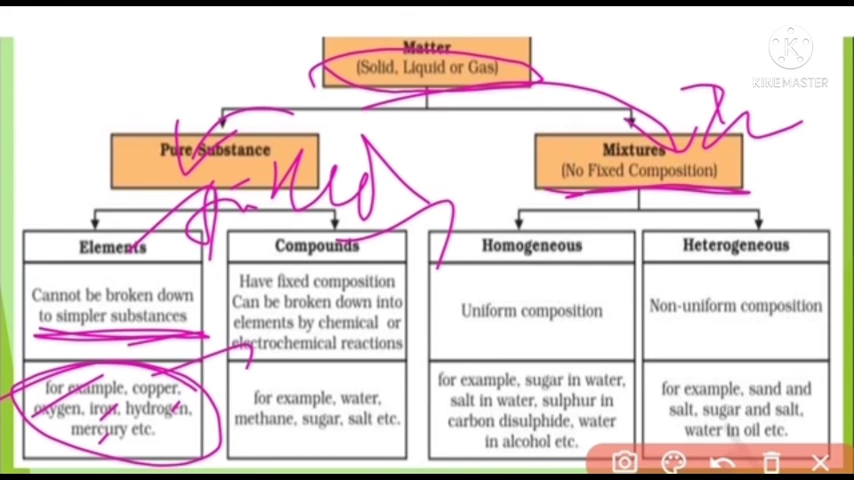 Matter
(Solid, Liquid or Gas)
KINEMASTER
Pure Substance
Mixtures
(No Fixed Composition)
Elements
Compounds
Homogeneous
Heterogeneous
Cannot be broken down
to simpler substances
Have fixed composition
Can be broken down into
elements by chemical or
electrochemical reactions
Uniform composition
Non-uniform composition
for example, copper,
oxygen, iron, hydrogen,
mercury etc.
for example, water,
methane, sugar, salt etc.
for example, sugar in water,
salt in water, sulphur in
carbon disulphide, water
in alcohol etc.
for example, sand and
salt, sugar and salt,
water in oil etc.